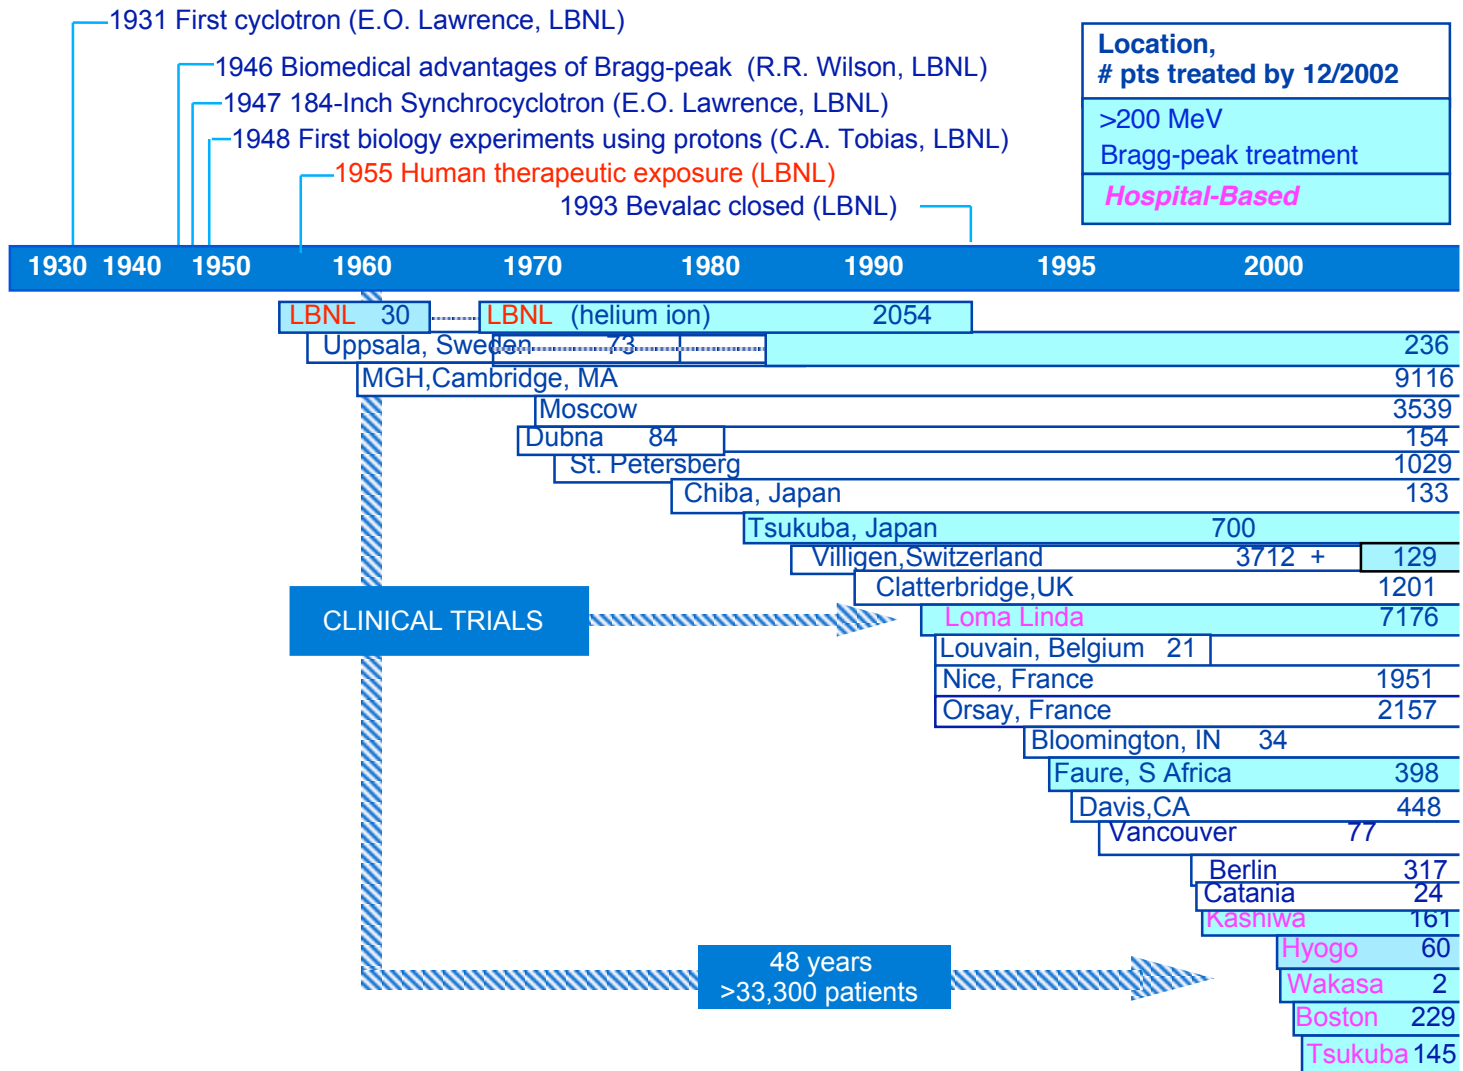 1931 First cyclotron (E.O. Lawrence, LBNL)
1946 Biomedical advantages of Bragg-peak (R.R. Wilson, LBNL)
1947 184-Inch Synchrocyclotron (E.O. Lawrence, LBNL)
1948 First biology experiments using protons (C.A. Tobias, LBNL)
1955 Human therapeutic exposure (LBNL)
1993 Bevalac closed (LBNL)
Location,
# pts treated by 12/2002
>200 MeV
Bragg-peak treatment
Hospital-Based
1930 1940 1950 1960 1970 1980 1990 1995 2000
LBNL 30 LBNL (helium ion) 2054
Uppsala, Sweden 73 236
MGH,Cambridge, MA 9116
Moscow 3539
Dubna 84 154
St. Petersberg 1029
Chiba, Japan 133
Tsukuba, Japan 700
Villigen,Switzerland 3712 + 129
Clatterbridge,UK 1201
CLINICAL TRIALS
Loma Linda 7176
Louvain, Belgium 21
Nice, France 1951
Orsay, France 2157
Bloomington, IN 34
Faure, S Africa 398
Davis,CA 448
Vancouver 77
Berlin 317
Catania 24
Kashiwa 161
Hyogo 60
48 years
>33,300 patients
Wakasa 2
Boston 229
Tsukuba 145